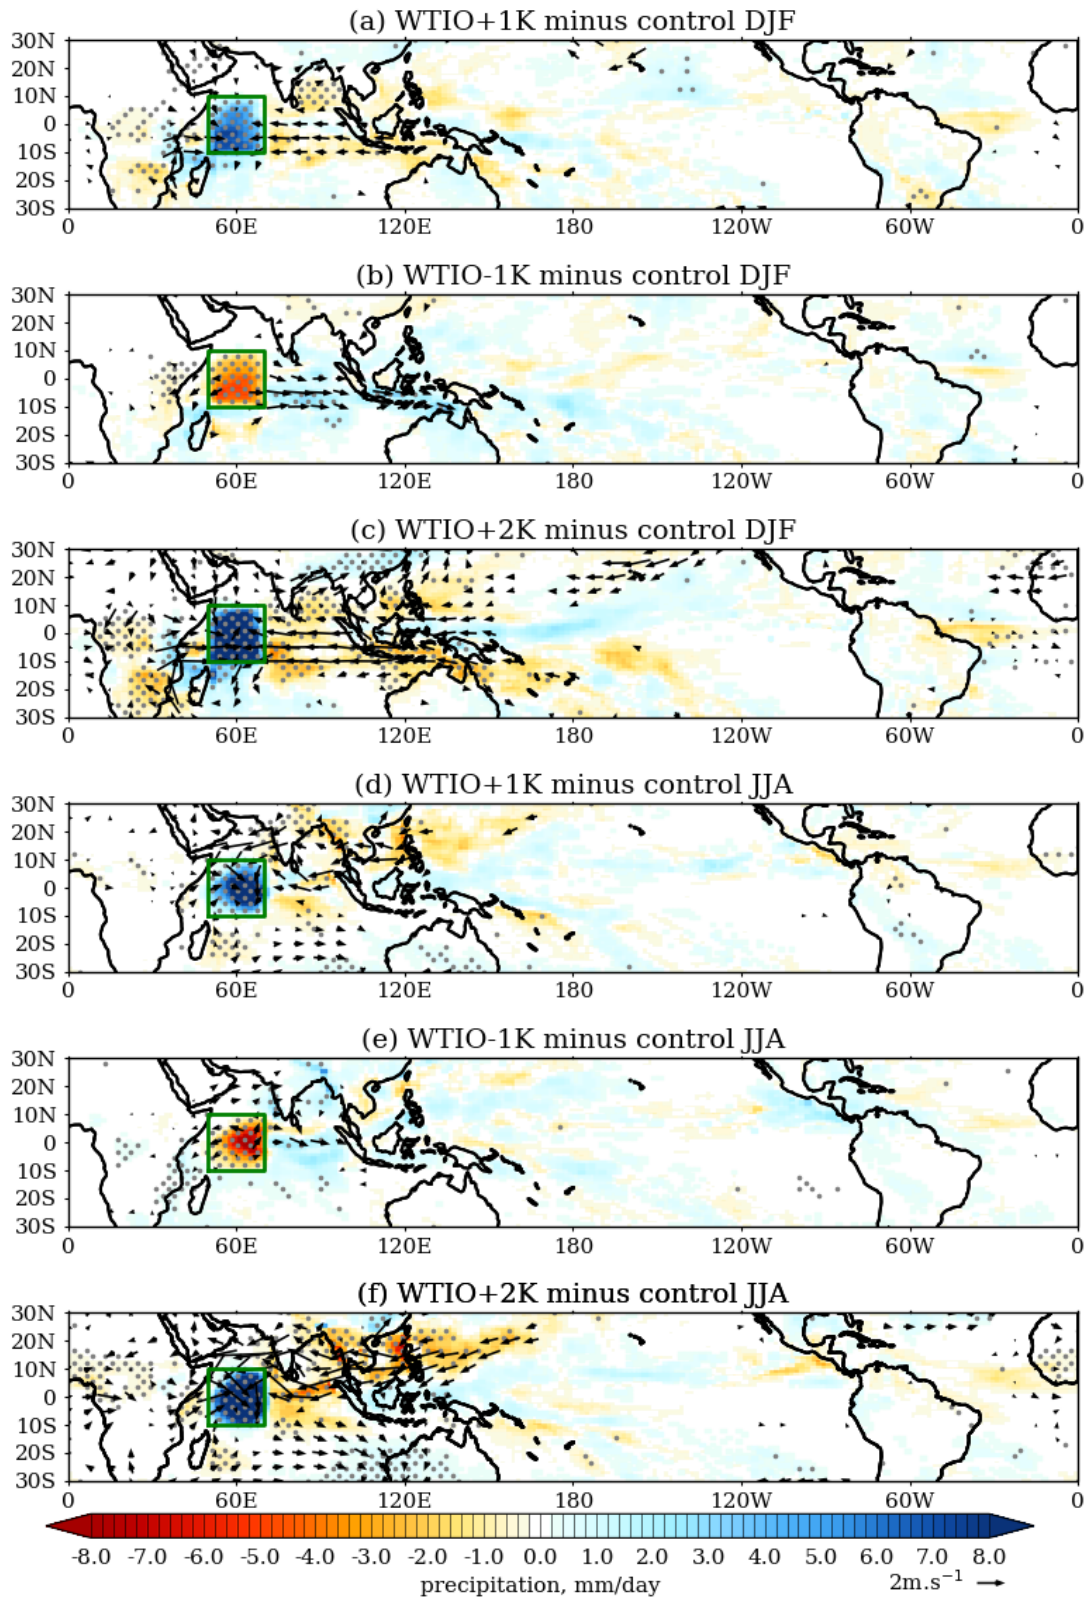 (a) WTIO+1K minus control DJF
30N
20N
10N
0
10S
20S
30S
0 60E 120E 180 120W 60W 0
(b) WTIO-1K minus control DJF
30N
20N
10N
0
10S
20S
30S
0 60E 120E 180 120W 60W 0
(c) WTIO+2K minus control DJF
30N
20N
10N
0
10S
20S
30S
0 60E 120E 180 120W 60W 0
(d) WTIO+1K minus control JJA
30N
20N
10N
0
10S
20S
30S
0 60E 120E 180 120W 60W 0
(e) WTIO-1K minus control JJA
30N
20N
10N
0
10S
20S
30S
0 60E 120E 180 120W 60W 0
(f) WTIO+2K minus control JJA
30N
20N
10N
0
10S
20S
30S
0 60E 120E 180 120W 60W 0
-8.0 -7.0 -6.0 -5.0 -4.0 -3.0 -2.0 -1.0 0.0 1.0 2.0 3.0 4.0 5.0 6.0 7.0 8.0
precipitation, mm/day 2m.s⁻¹